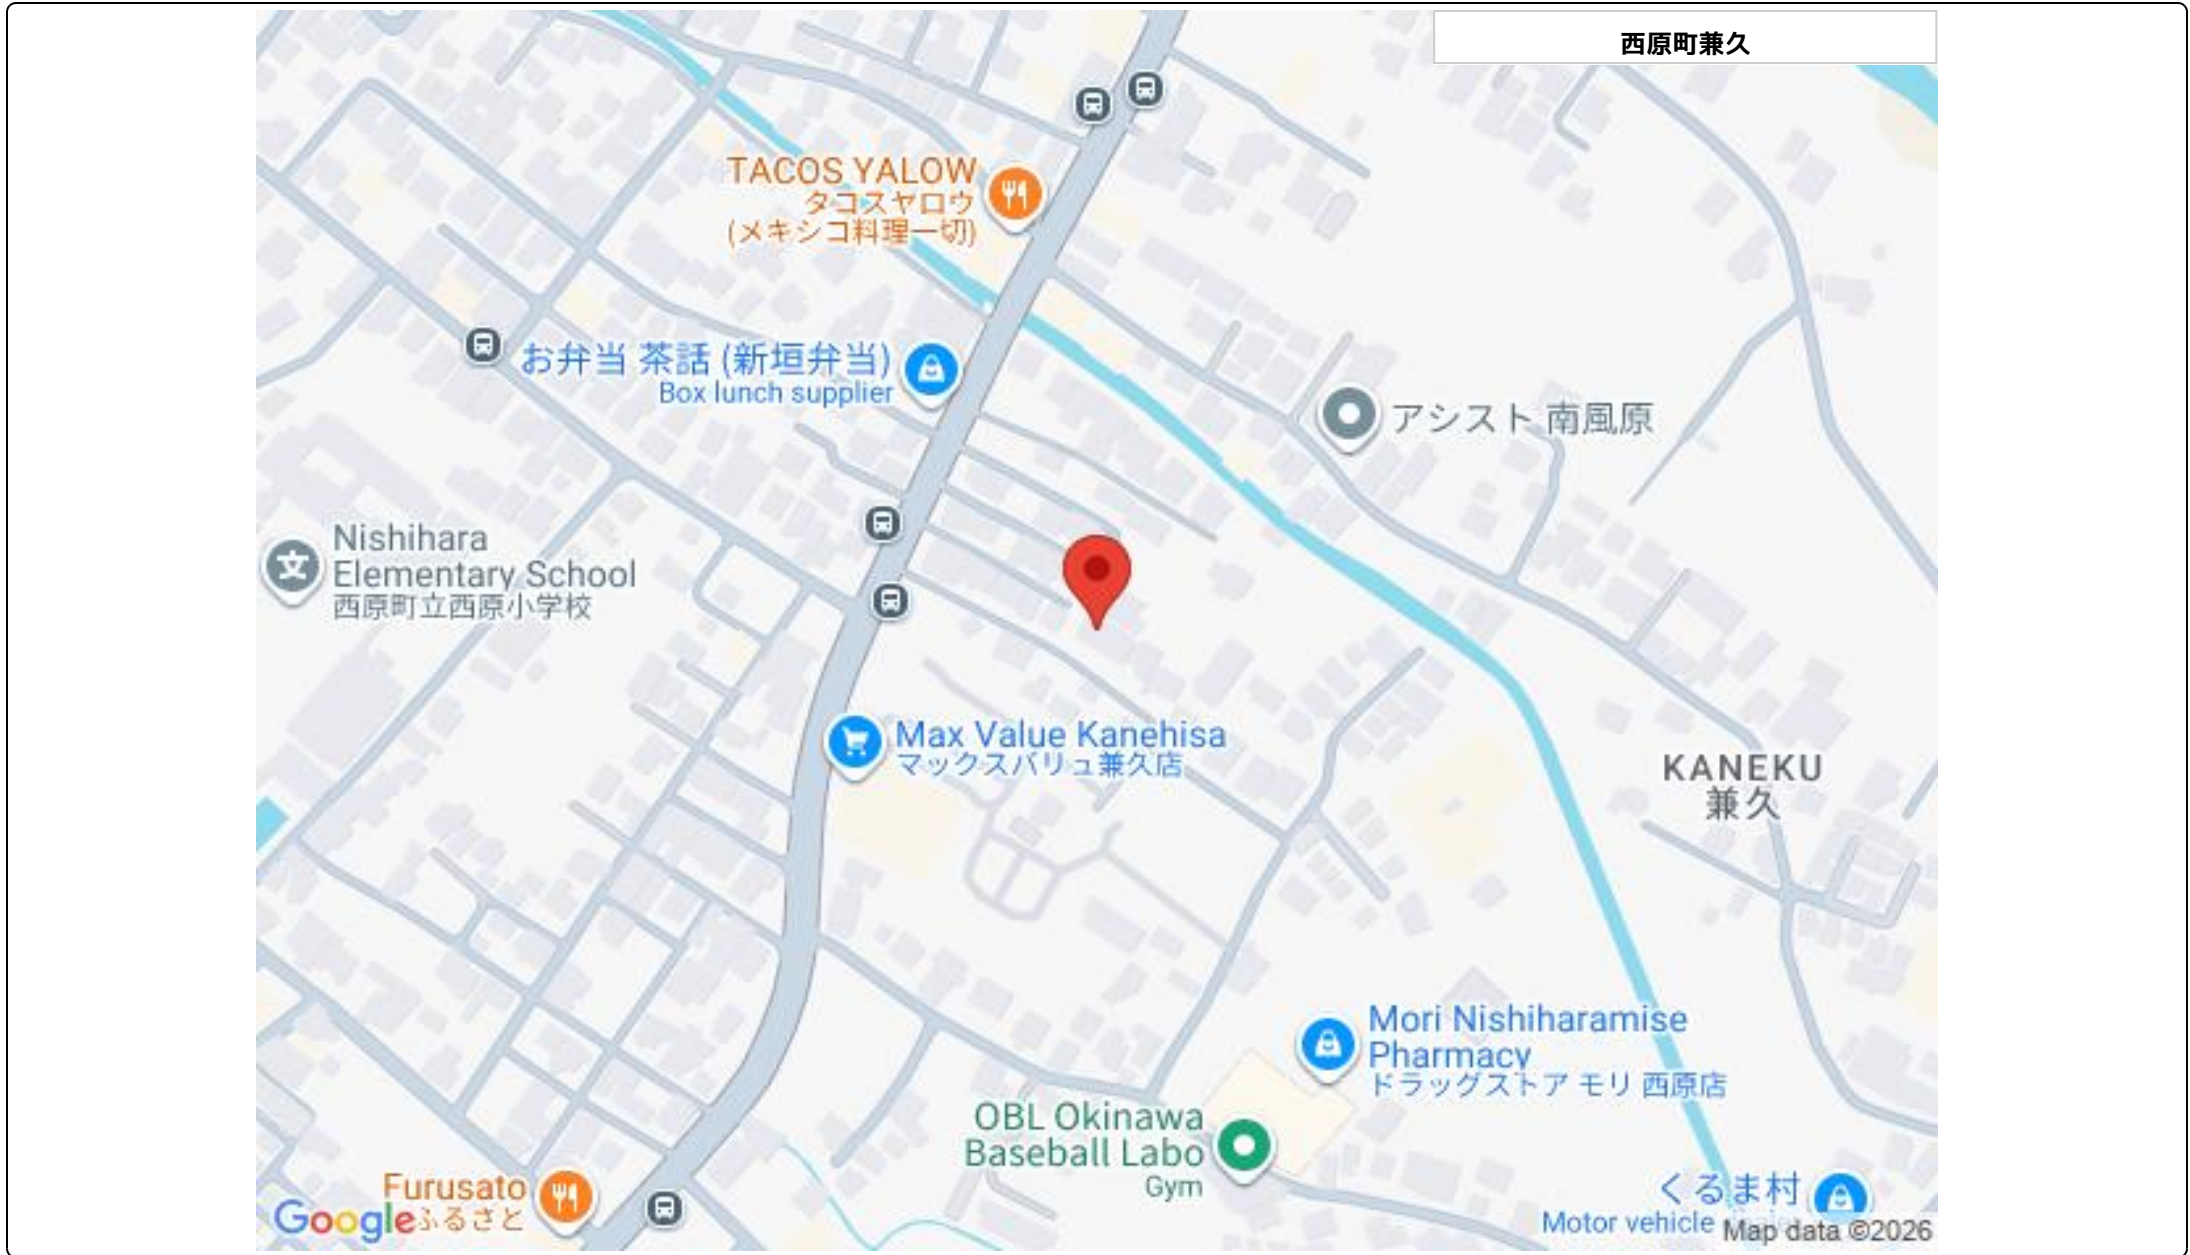 西原町兼久
TACOS YALOW
タコスヤロウ
(メキシコ料理一切)
お弁当 茶話 (新垣弁当)
Box lunch supplier
アシスト 南風原
Nishihara
Elementary School
西原町立西原小学校
文
Max Value Kanehisa
マックスバリュ兼久店
KANEKU
兼久
Mori Nishiharamise
Pharmacy
ドラッグストア モリ 西原店
OBL Okinawa
Baseball Labo
Gym
Furusato
ふるさと
くるま村
Motor vehicle
Google
Map data ©2026